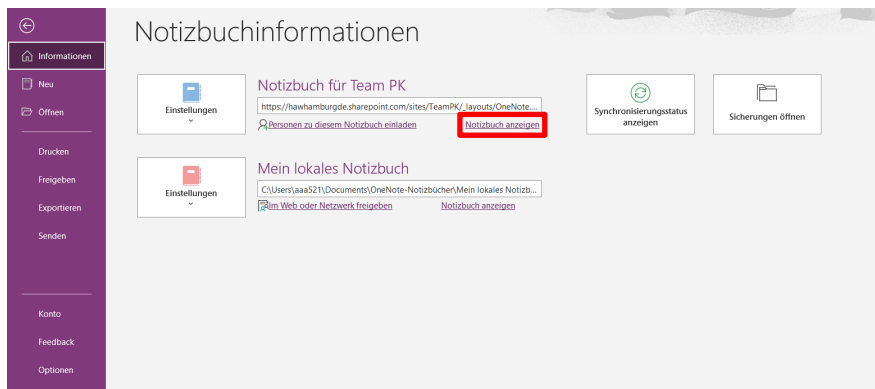 Notizbuchinformationen
Informationen
Neu
Öffnen
Drucken
Freigeben
Exportieren
Senden
Konto
Feedback
Optionen
Einstellungen
Notizbuch für Team PK
https://hawhamburgde.sharepoint.com/sites/TeamPK/_layouts/OneNote....
Personen zu diesem Notizbuch einladen
Notizbuch anzeigen
Synchronisierungsstatus
anzeigen
Sicherungen öffnen
Einstellungen
Mein lokales Notizbuch
C:\Users\aaa521\Documents\OneNote-Notizbücher\Mein lokales Notizb...
Im Web oder Netzwerk freigeben
Notizbuch anzeigen